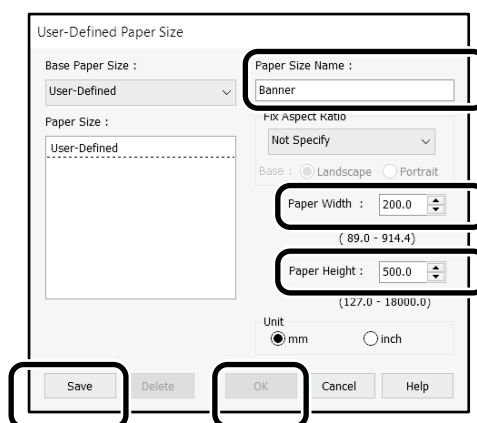 User-Defined Paper Size
Base Paper Size :
User-Defined
Paper Size Name :
Banner
Paper Size :
User-Defined
Fix Aspect Ratio
Not Specify
Base : Landscape Portrait
Paper Width : 200.0
( 89.0 - 914.4)
Paper Height : 500.0
(127.0 - 18000.0)
Unit
mm inch
Save Delete OK Cancel Help